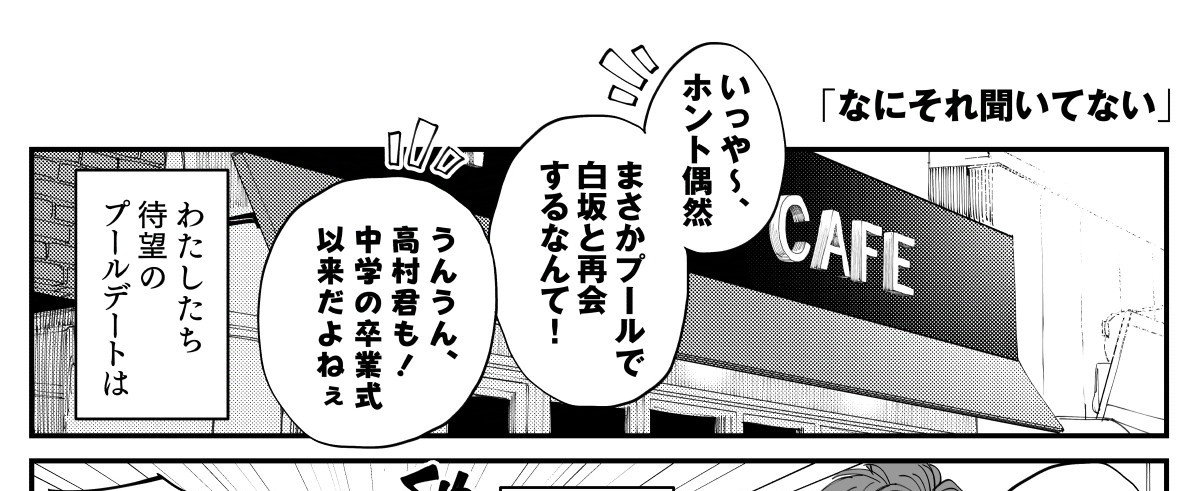 「なにそれ聞いてない」
いっや〜、
ホント偶然
まさかプールで
白坂と再会
するなんて！
CAFE
うんうん、
高村君も！
中学の卒業式
以来だよねぇ
わたしたち
待望の
プールデートは